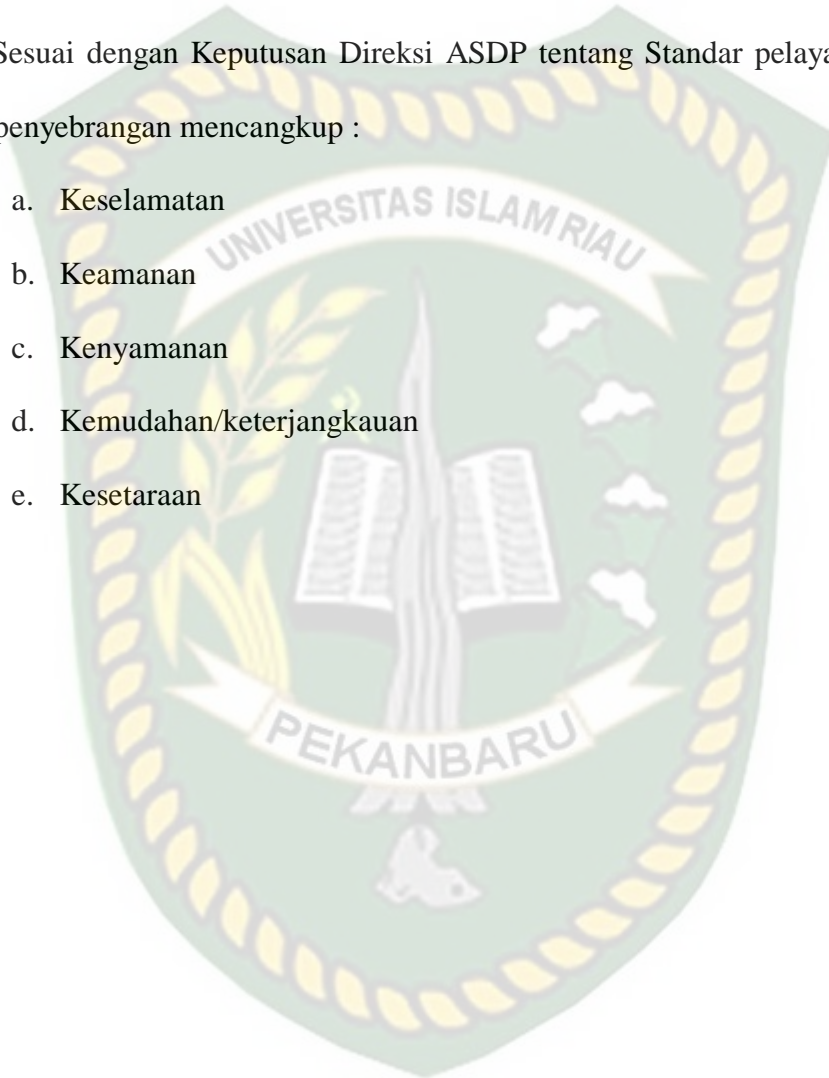 Sesuai dengan Keputusan Direksi ASDP tentang Standar
penyebrangan mencangkup :
a. Keselamatan
b. Keamanan
c. Kenyamanan
d. Kemudahan/keterjangkauan
e. Kesetaraan
UNIVERSITAS ISLAM RIAU
PEKANBARU